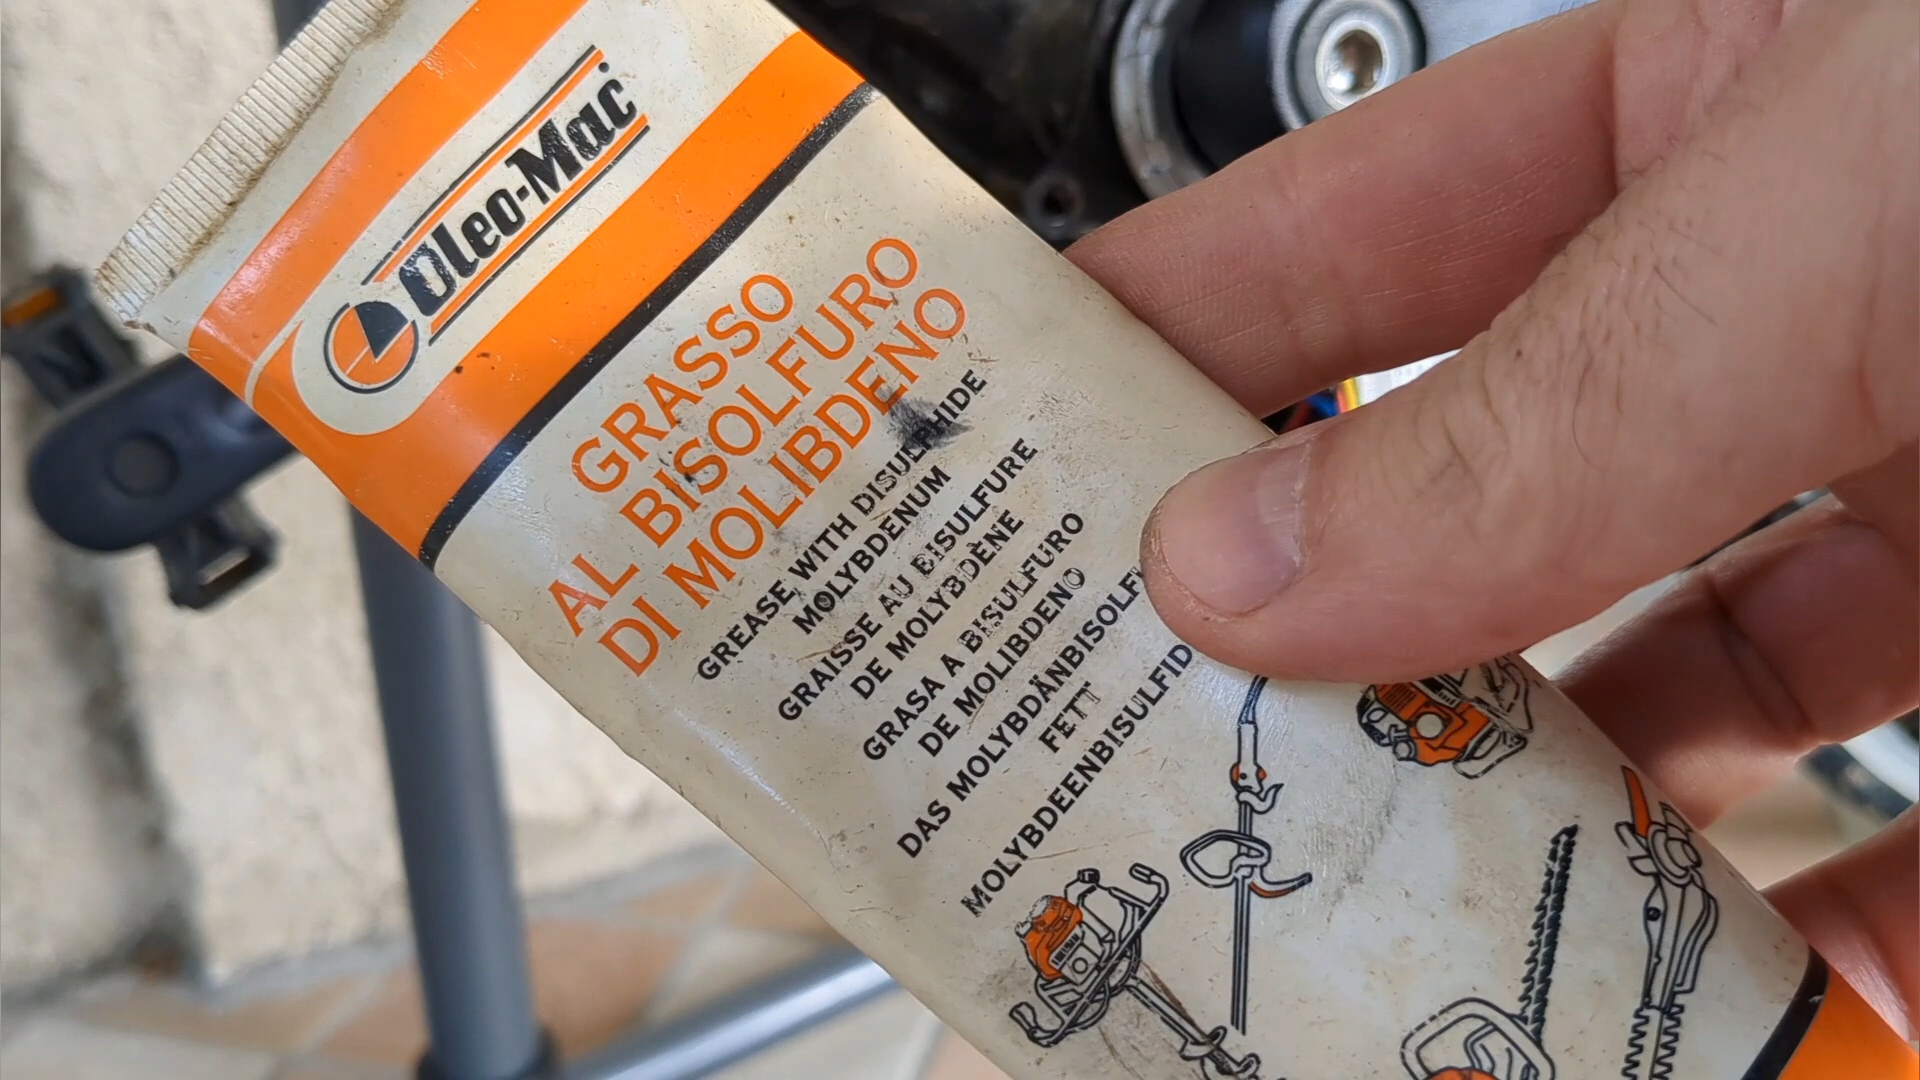 Oleo-Mac
GRASSO
AL BISOLFURO
DI MOLIBDENO
GREASE WITH DISULPHIDE
MOLYBDENUM
GRAISSE AU BISULFURE
DE MOLYBDÈNE
GRASA A BISULFURO
DE MOLIBDENO
DAS MOLYBDÄNBISOLF
FETT
MOLYBDEENBISULFID